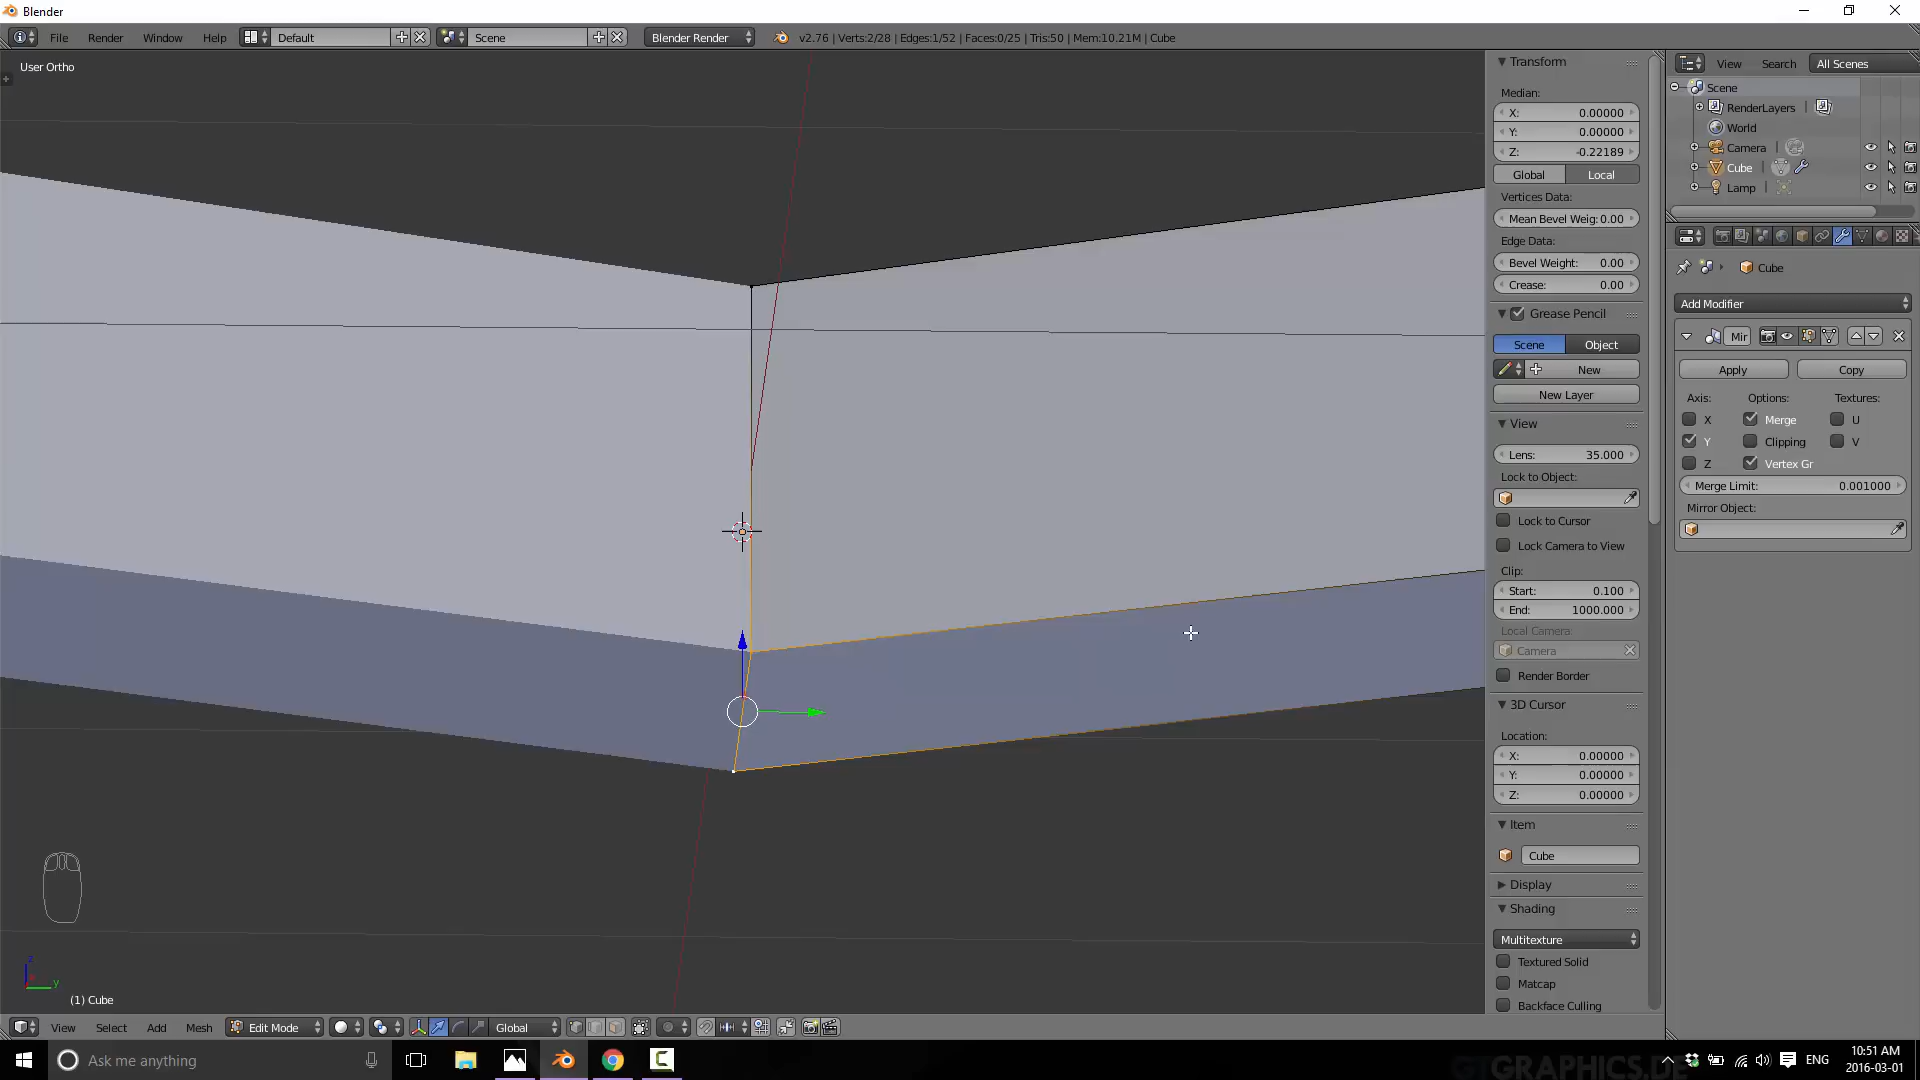 Blender
File Render Window Help Default Scene Blender Render v2.76 | Verts:2/28 | Edges:1/52 | Faces:0/25 | Tris:50 | Mem:10.21M | Cube
User Ortho
Transform
Median:
X: 0.00000
Y: 0.00000
Z: -0.22189
Global Local
Vertices Data:
Mean Bevel Weig: 0.00
Edge Data:
Bevel Weight: 0.00
Crease: 0.00
Grease Pencil
Scene Object
New
New Layer
View
Lens: 35.000
Lock to Object:
Lock to Cursor
Lock Camera to View
Clip:
Start: 0.100
End: 1000.000
Local Camera:
Camera
Render Border
3D Cursor
Location:
X: 0.00000
Y: 0.00000
Z: 0.00000
Item
Cube
Display
Shading
Multitexture
Textured Solid
Matcap
Backface Culling
View Search All Scenes
Scene
RenderLayers
World
Camera
Cube
Lamp
Cube
Add Modifier
Mir
Apply Copy
Axis: Options: Textures:
X Merge U
Y Clipping V
Z Vertex Gr
Merge Limit: 0.001000
Mirror Object:
z
y
(1) Cube
View Select Add Mesh Edit Mode Global
Ask me anything
GTGRAPHICS.DE
ENG
10:51 AM
2016-03-01